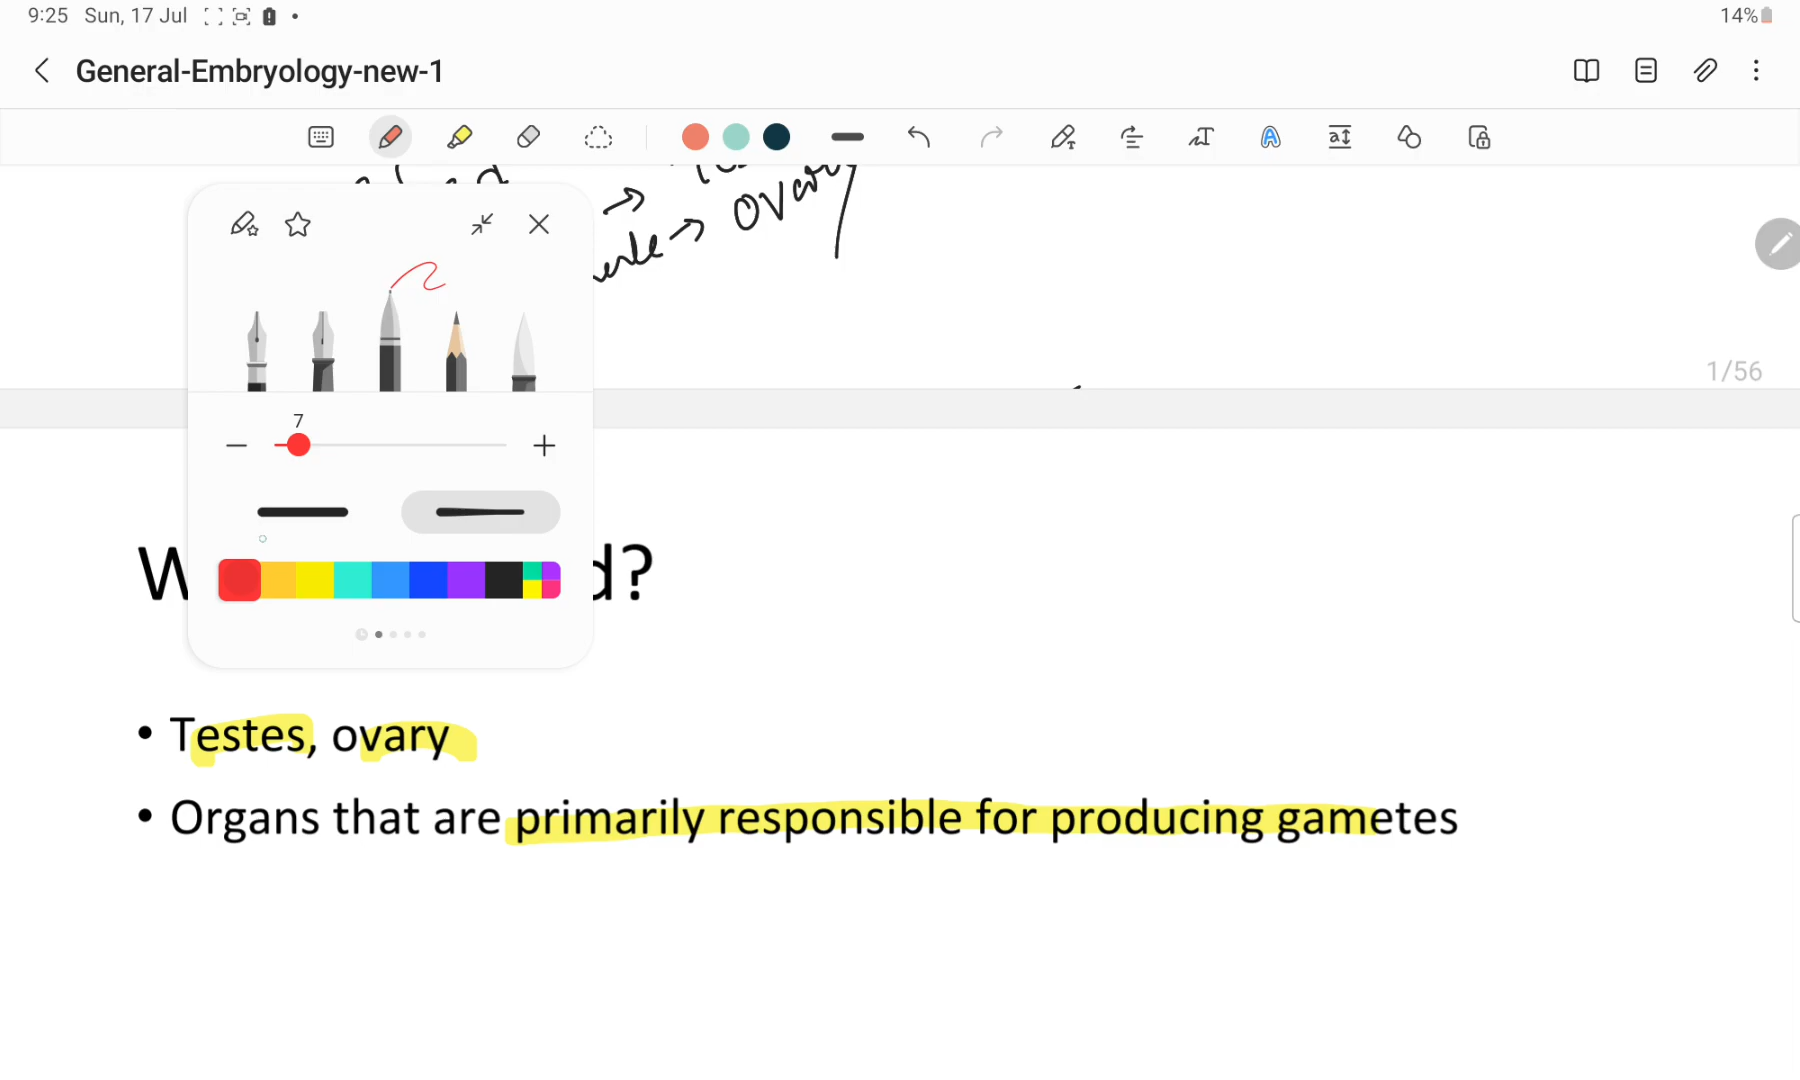 9:25 Sun, 17 Jul
14%
General-Embryology-new-1
→ ovary
→
1/56
7
W d?
• Testes, ovary
• Organs that are primarily responsible for producing gametes